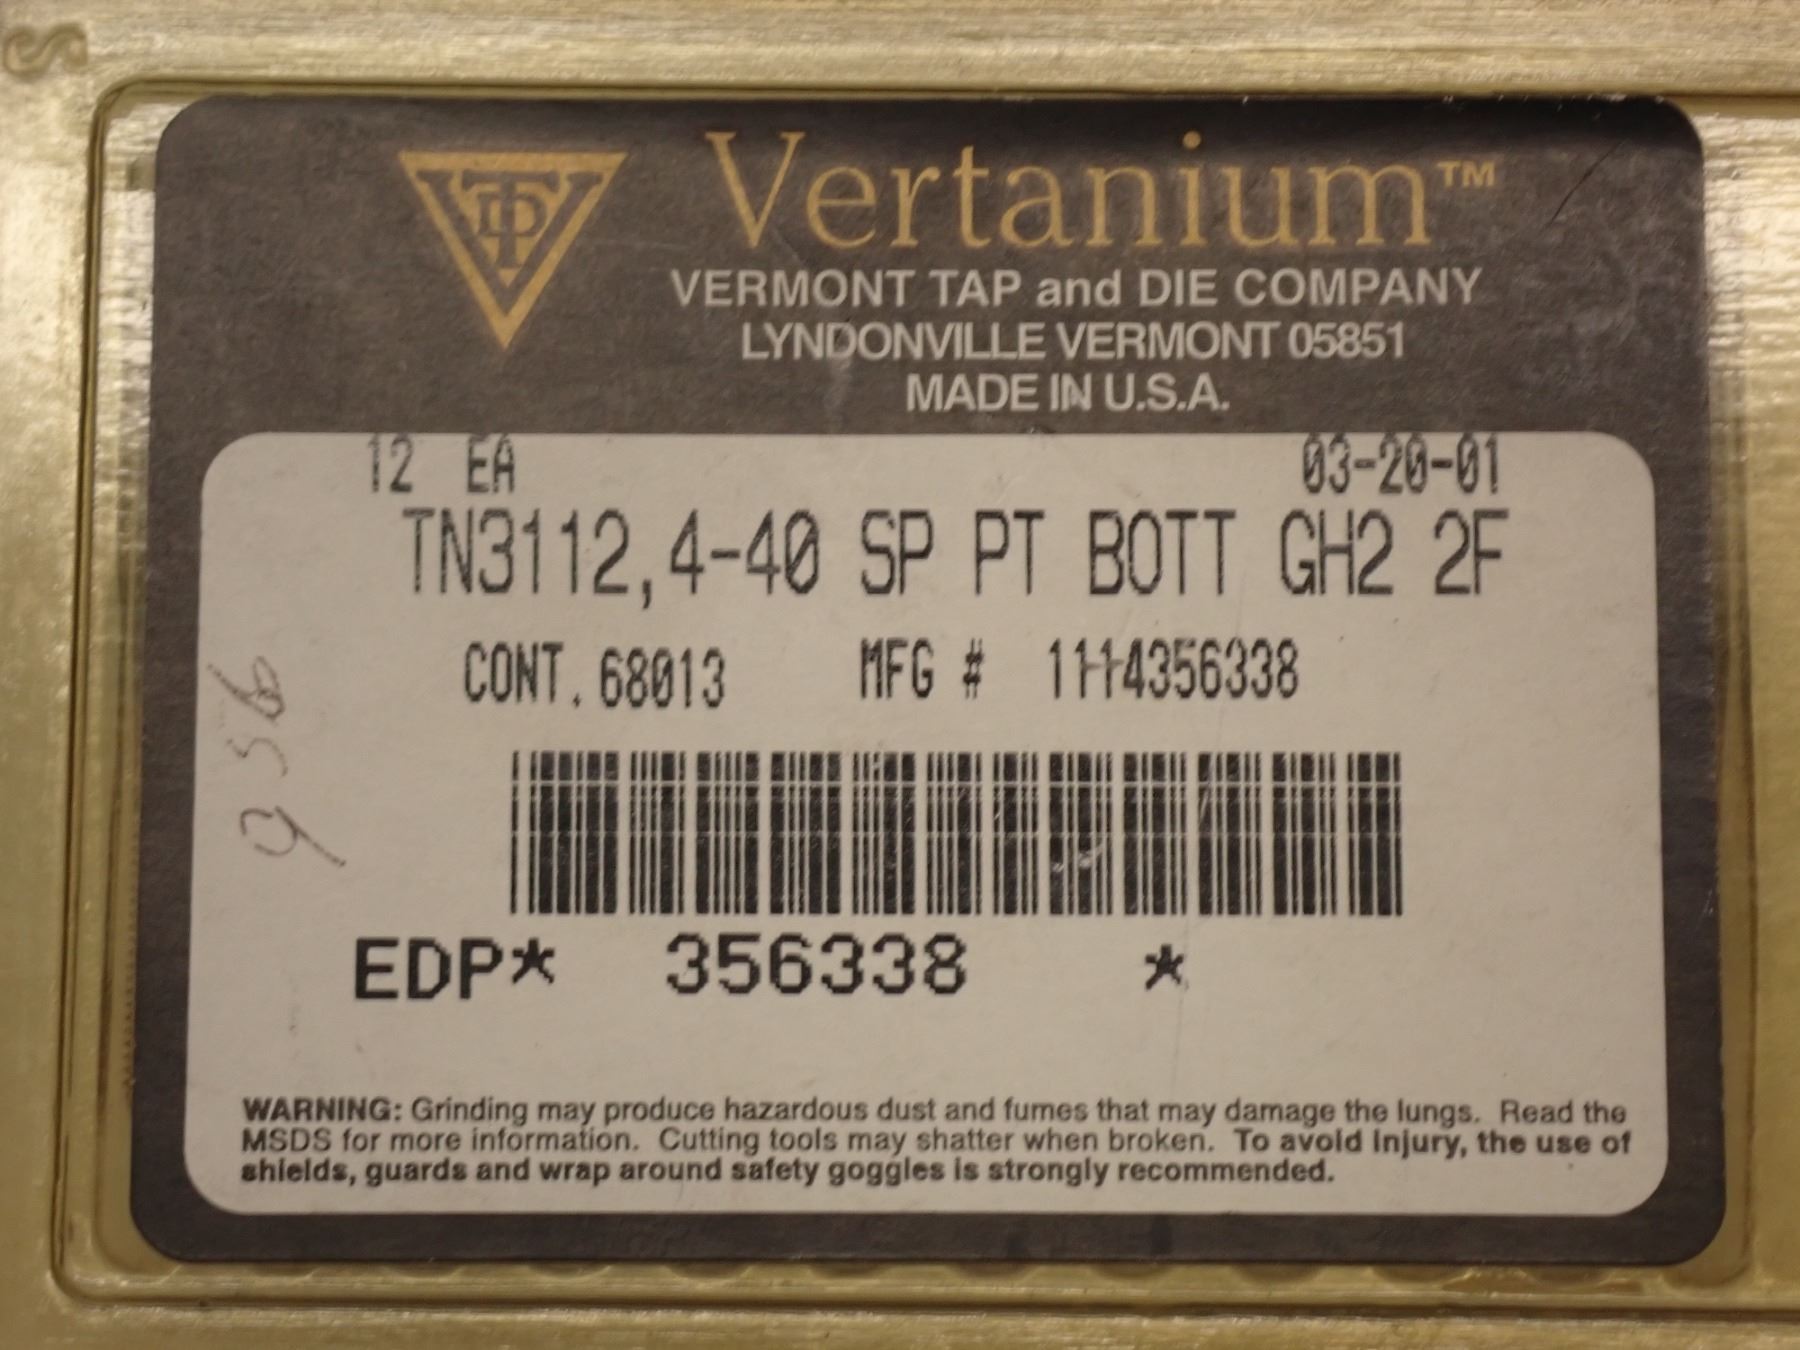 VTD
Vertanium™
VERMONT TAP and DIE COMPANY
LYNDONVILLE VERMONT 05851
MADE IN U.S.A.
12 EA 03-20-01
TN3112,4-40 SP PT BOTT GH2 2F
CONT.68013 MFG # 1114356338
EDP* 356338 *
WARNING: Grinding may produce hazardous dust and fumes that may damage the lungs. Read the
MSDS for more information. Cutting tools may shatter when broken. To avoid Injury, the use of
shields, guards and wrap around safety goggles is strongly recommended.